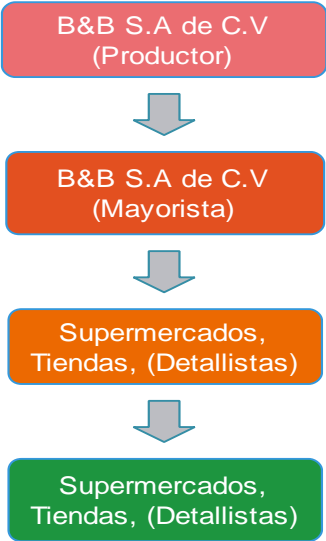 B&B S.A de C.V
(Productor)
B&B S.A de C.V
(Mayorista)
Supermercados,
Tiendas, (Detallistas)
Supermercados,
Tiendas, (Detallistas)